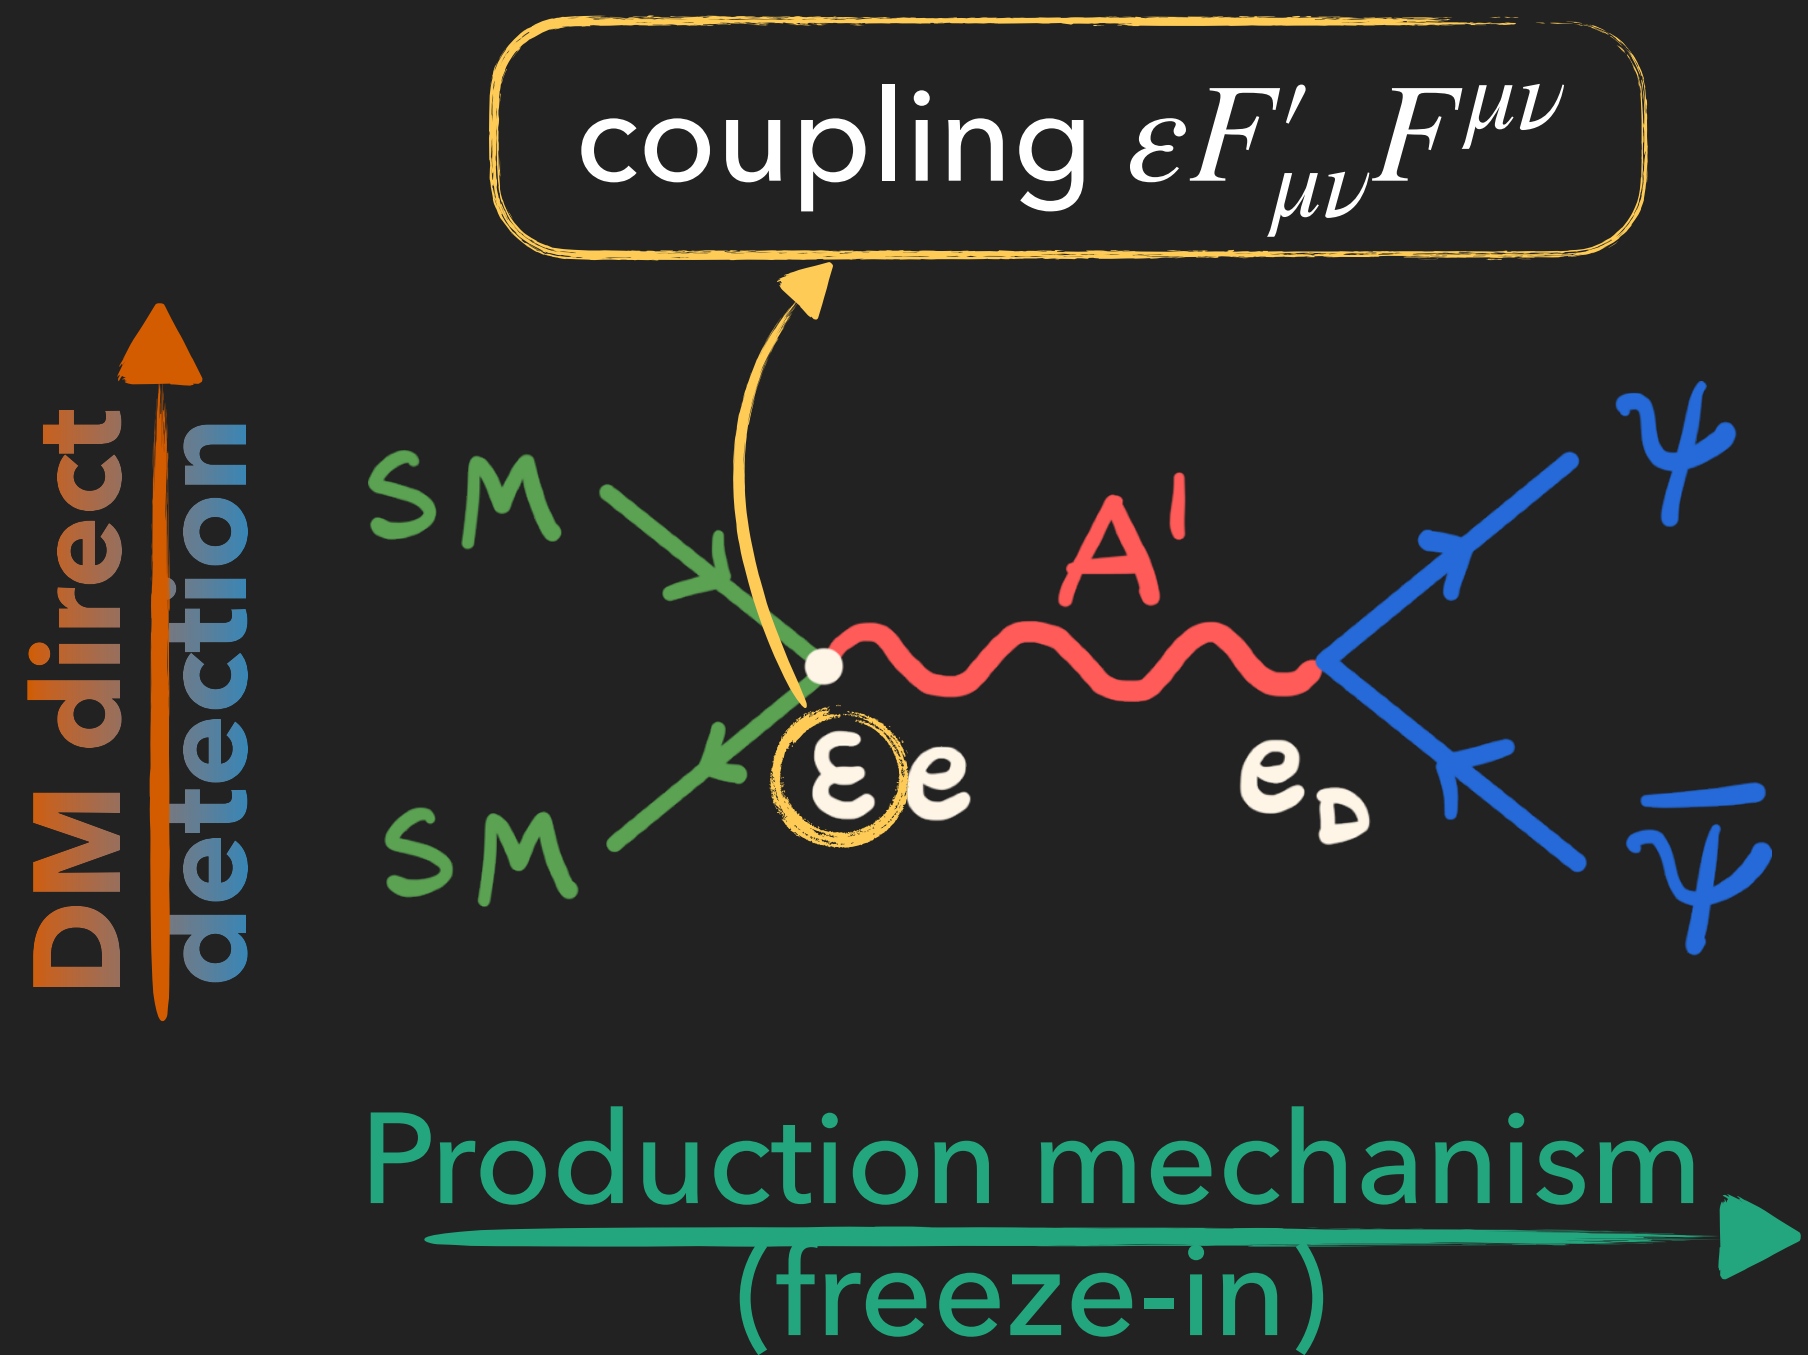 coupling εF′μνFμν
DM direct
detection
SM
A'
ψ
SM
εe
eD
ψ̅
Production mechanism
(freeze-in)